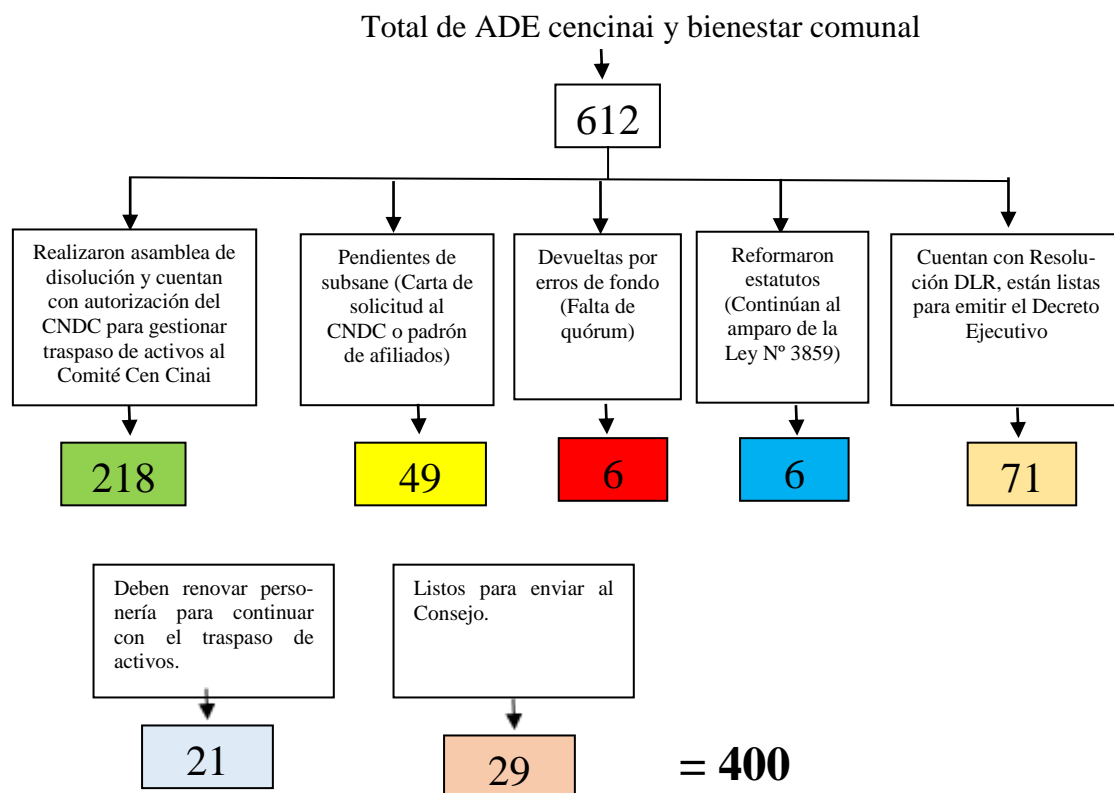 Total de ADE cencinai y bienestar comunal
612
Realizaron asamblea de
disolución y cuentan
con autorización del
CNDC para gestionar
traspaso de activos al
Comité Cen Cinai
218
Pendientes de
subsane (Carta de
solicitud al
CNDC o padrón
de afiliados)
49
Devueltas por
erros de fondo
(Falta de
quórum)
6
Reformaron
estatutos
(Continúan al
amparo de la
Ley Nº 3859)
6
Cuentan con Resolu-
ción DLR, están listas
para emitir el Decreto
Ejecutivo
71
Deben renovar perso-
nería para continuar
con el traspaso de
activos.
21
Listos para enviar al
Consejo.
29
= 400